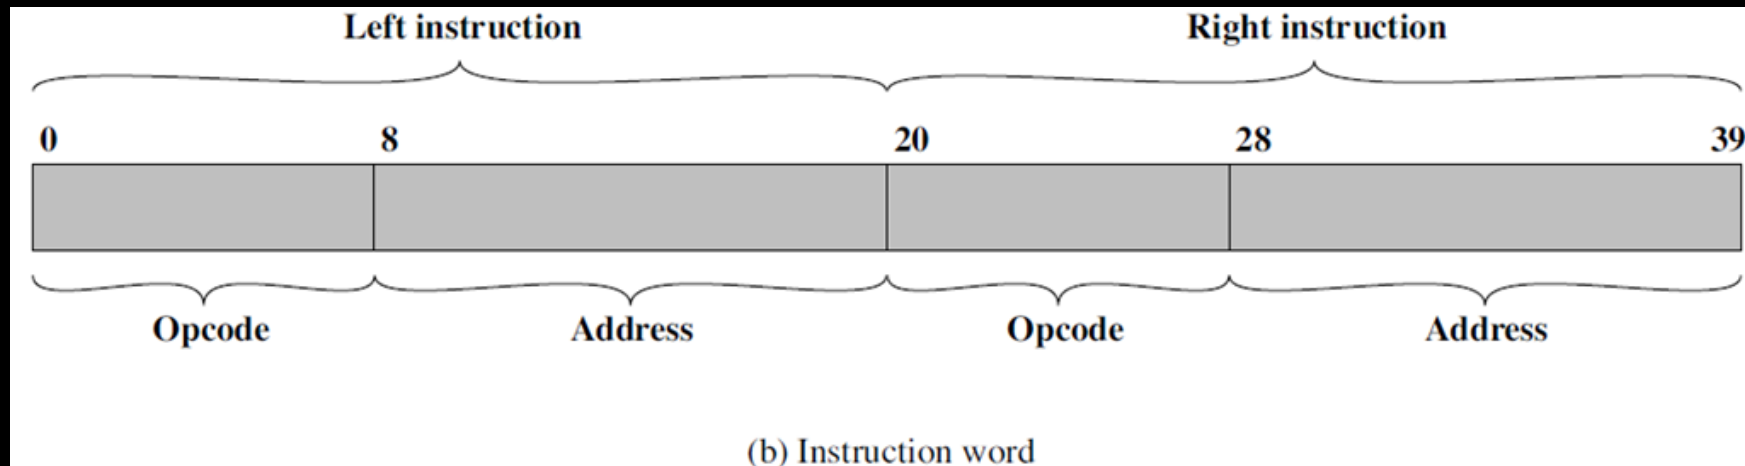 Left instruction Right instruction
0 8 20 28 39
Opcode Address Opcode Address
(b) Instruction word